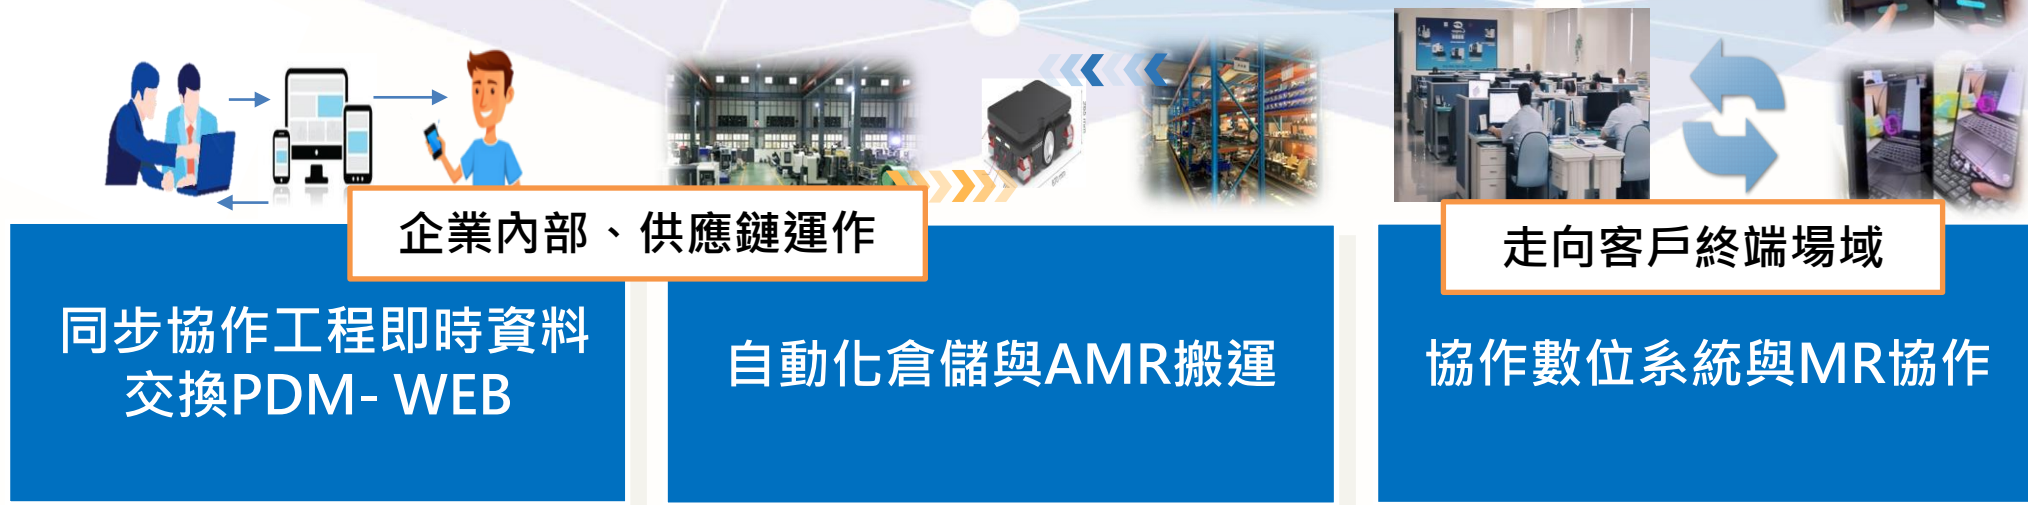 企業內部、供應鏈運作
走向客戶終端場域
同步協作工程即時資料
交換PDM- WEB
自動化倉儲與AMR搬運
協作數位系統與MR協作